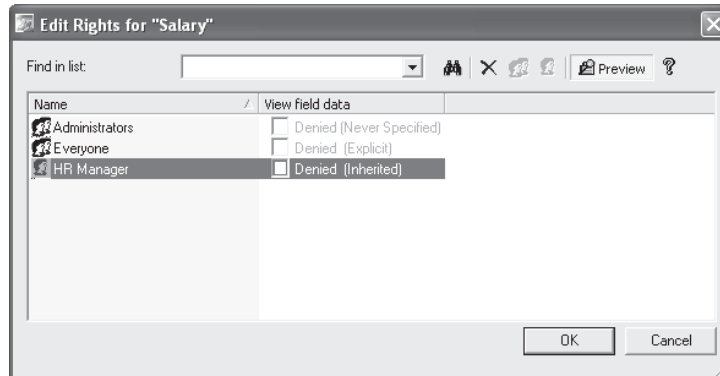 Edit Rights for "Salary"
Find in list:
Preview
Name View field data
Administrators Denied (Never Specified)
Everyone Denied (Explicit)
HR Manager Denied (Inherited)
OK Cancel